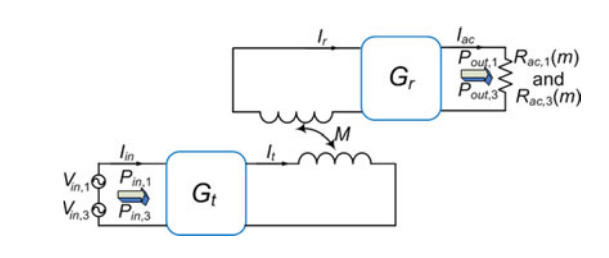 I_r
I_ac
G_r
P_out,1
P_out,3
R_ac,1(m)
and
R_ac,3(m)
M
I_in
I_t
V_in,1
V_in,3
P_in,1
P_in,3
G_t